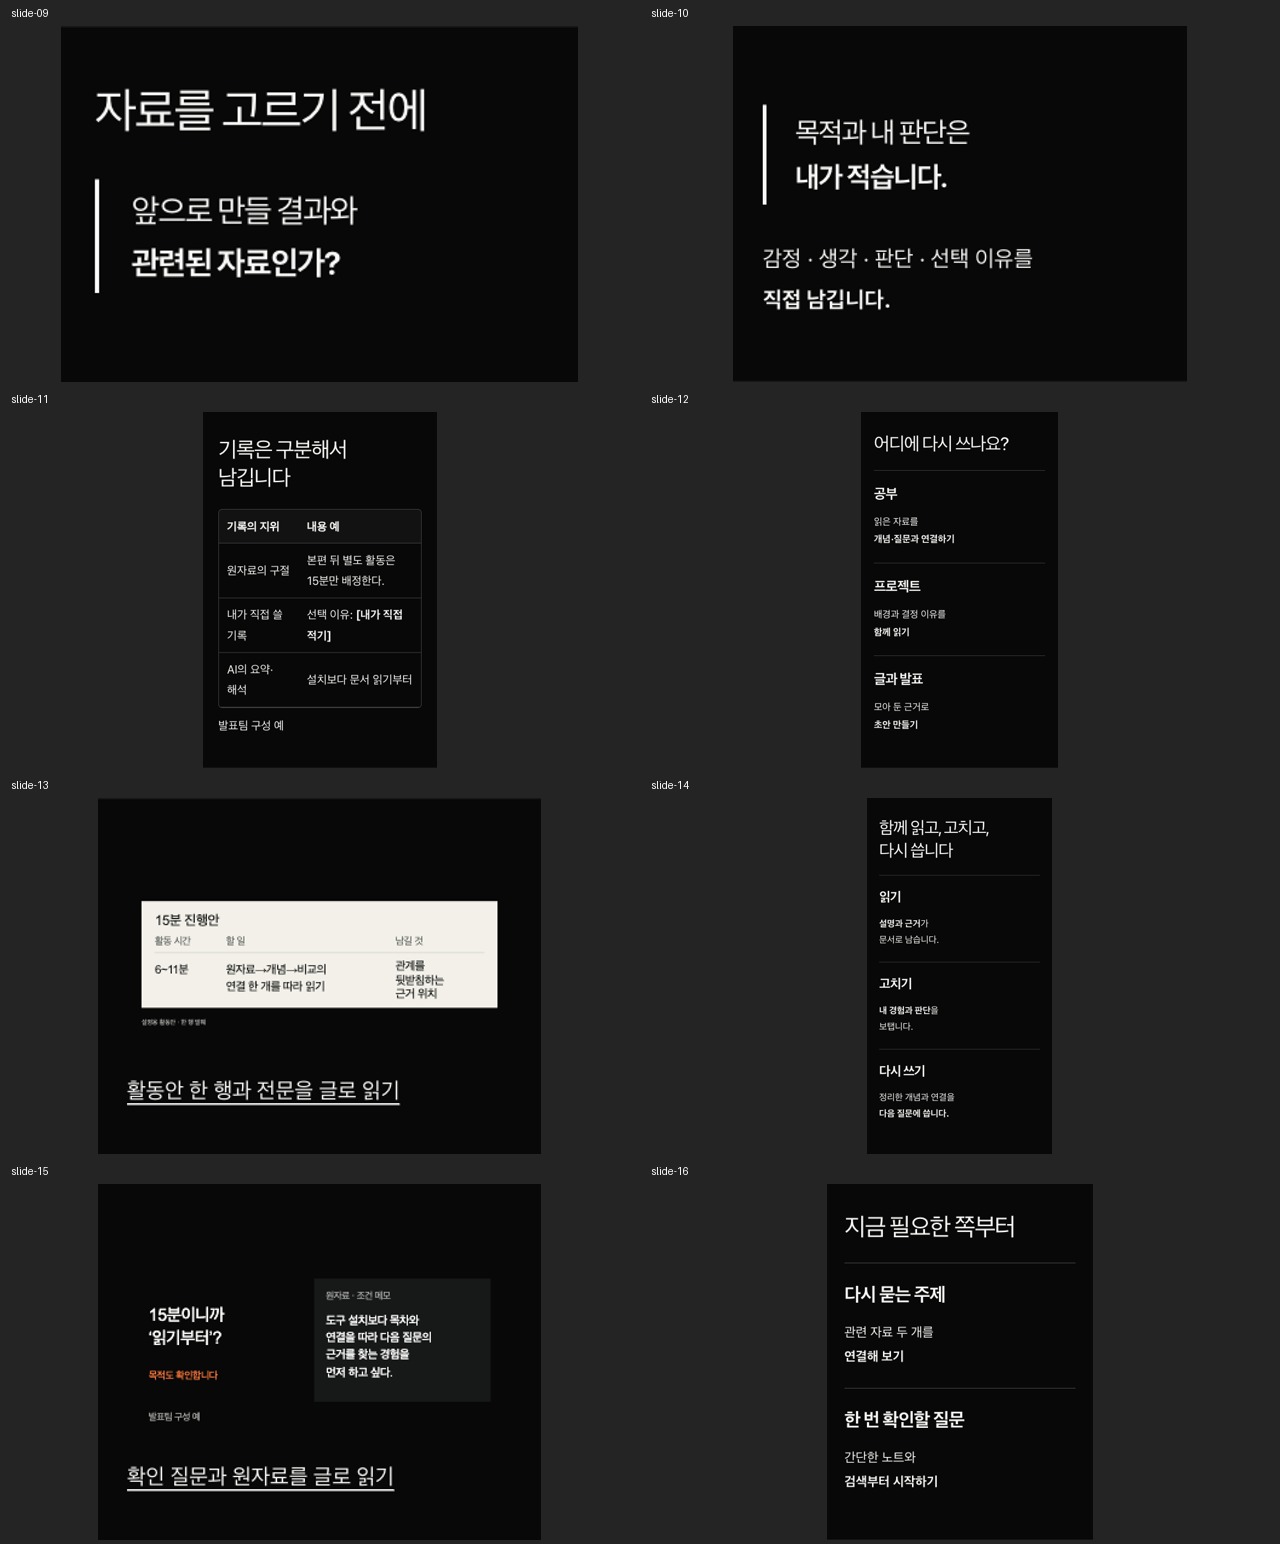 slide-09
자료를 고르기 전에
앞으로 만들 결과와
관련된 자료인가?
slide-10
목적과 내 판단은
내가 적습니다.
감정 · 생각 · 판단 · 선택 이유를
직접 남깁니다.
slide-11
기록은 구분해서
남깁니다
기록의 지위 내용 예
원자료의 구절 본편 뒤 별도 활동은
15분만 배정한다.
내가 직접 쓸 선택 이유: [내가 직접
기록 적기]
AI의 요약· 설치보다 문서 읽기부터
해석
발표팀 구성 예
slide-12
어디에 다시 쓰나요?
공부
읽은 자료를
개념·질문과 연결하기
프로젝트
배경과 결정 이유를
함께 읽기
글과 발표
모아 둔 근거로
초안 만들기
slide-13
15분 진행안
활동 시간 할 일 남길 것
6~11분 원자료→개념→비교의 관계를
연결 한 개를 따라 읽기 뒷받침하는
근거 위치
설명용 활동안 · 한 행 발췌
활동안 한 행과 전문을 글로 읽기
slide-14
함께 읽고, 고치고,
다시 씁니다
읽기
설명과 근거가
문서로 남습니다.
고치기
내 경험과 판단을
보탭니다.
다시 쓰기
정리한 개념과 연결을
다음 질문에 씁니다.
slide-15
15분이니까
‘읽기부터’?
목적도 확인합니다
발표팀 구성 예
원자료 · 조건 메모
도구 설치보다 목차와
연결을 따라 다음 질문의
근거를 찾는 경험을
먼저 하고 싶다.
확인 질문과 원자료를 글로 읽기
slide-16
지금 필요한 쪽부터
다시 묻는 주제
관련 자료 두 개를
연결해 보기
한 번 확인할 질문
간단한 노트와
검색부터 시작하기